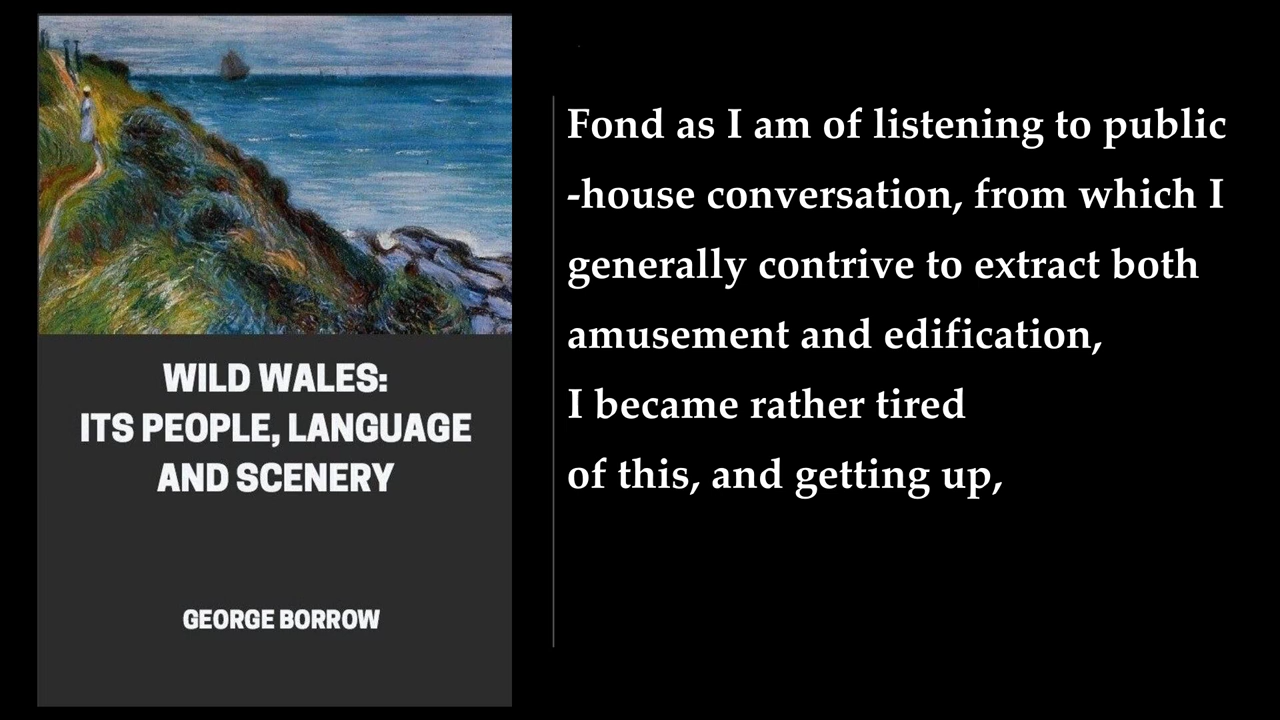 WILD WALES:
ITS PEOPLE, LANGUAGE
AND SCENERY
GEORGE BORROW
Fond as I am of listening to public
-house conversation, from which I
generally contrive to extract both
amusement and edification,
I became rather tired
of this, and getting up,